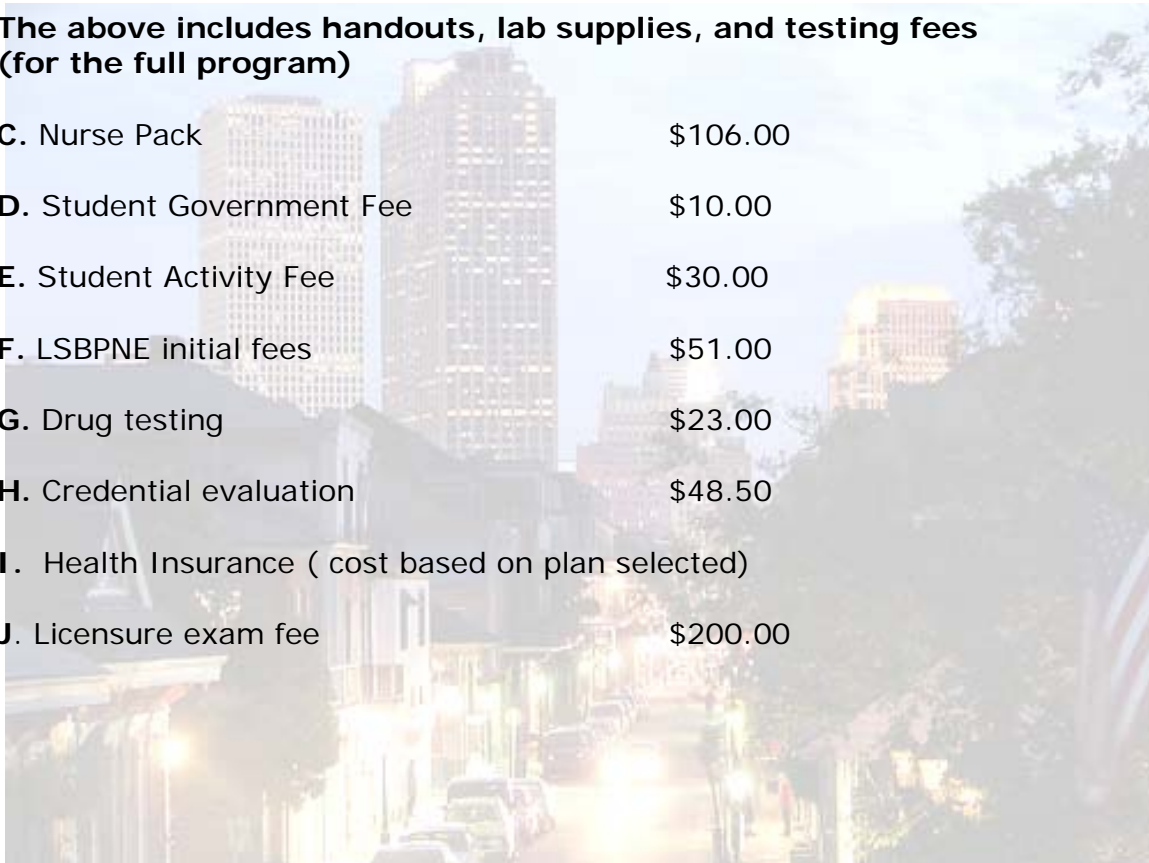 The above includes handouts, lab supplies, and testing fees
(for the full program)
C. Nurse Pack $106.00
D. Student Government Fee $10.00
E. Student Activity Fee $30.00
F. LSBPNE initial fees $51.00
G. Drug testing $23.00
H. Credential evaluation $48.50
I. Health Insurance ( cost based on plan selected)
J. Licensure exam fee $200.00